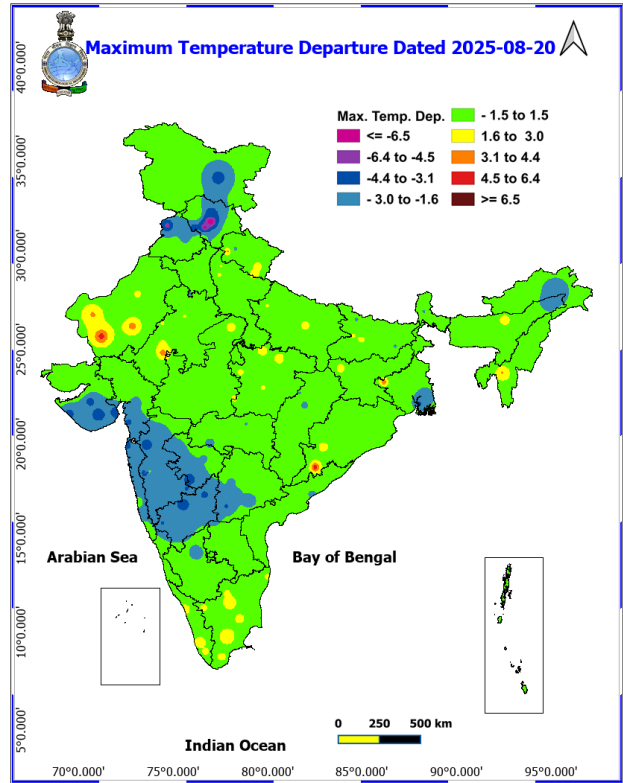 Maximum Temperature Departure Dated 2025-08-20
Max. Temp. Dep.
<= -6.5
-6.4 to -4.5
-4.4 to -3.1
- 3.0 to -1.6
- 1.5 to 1.5
1.6 to 3.0
3.1 to 4.4
4.5 to 6.4
>= 6.5
40°0.000'
35°0.000'
30°0.000'
25°0.000'
20°0.000'
15°0.000'
10°0.000'
5°0.000'
Arabian Sea
Bay of Bengal
Indian Ocean
0 250 500 km
70°0.000' 75°0.000' 80°0.000' 85°0.000' 90°0.000' 95°0.000'